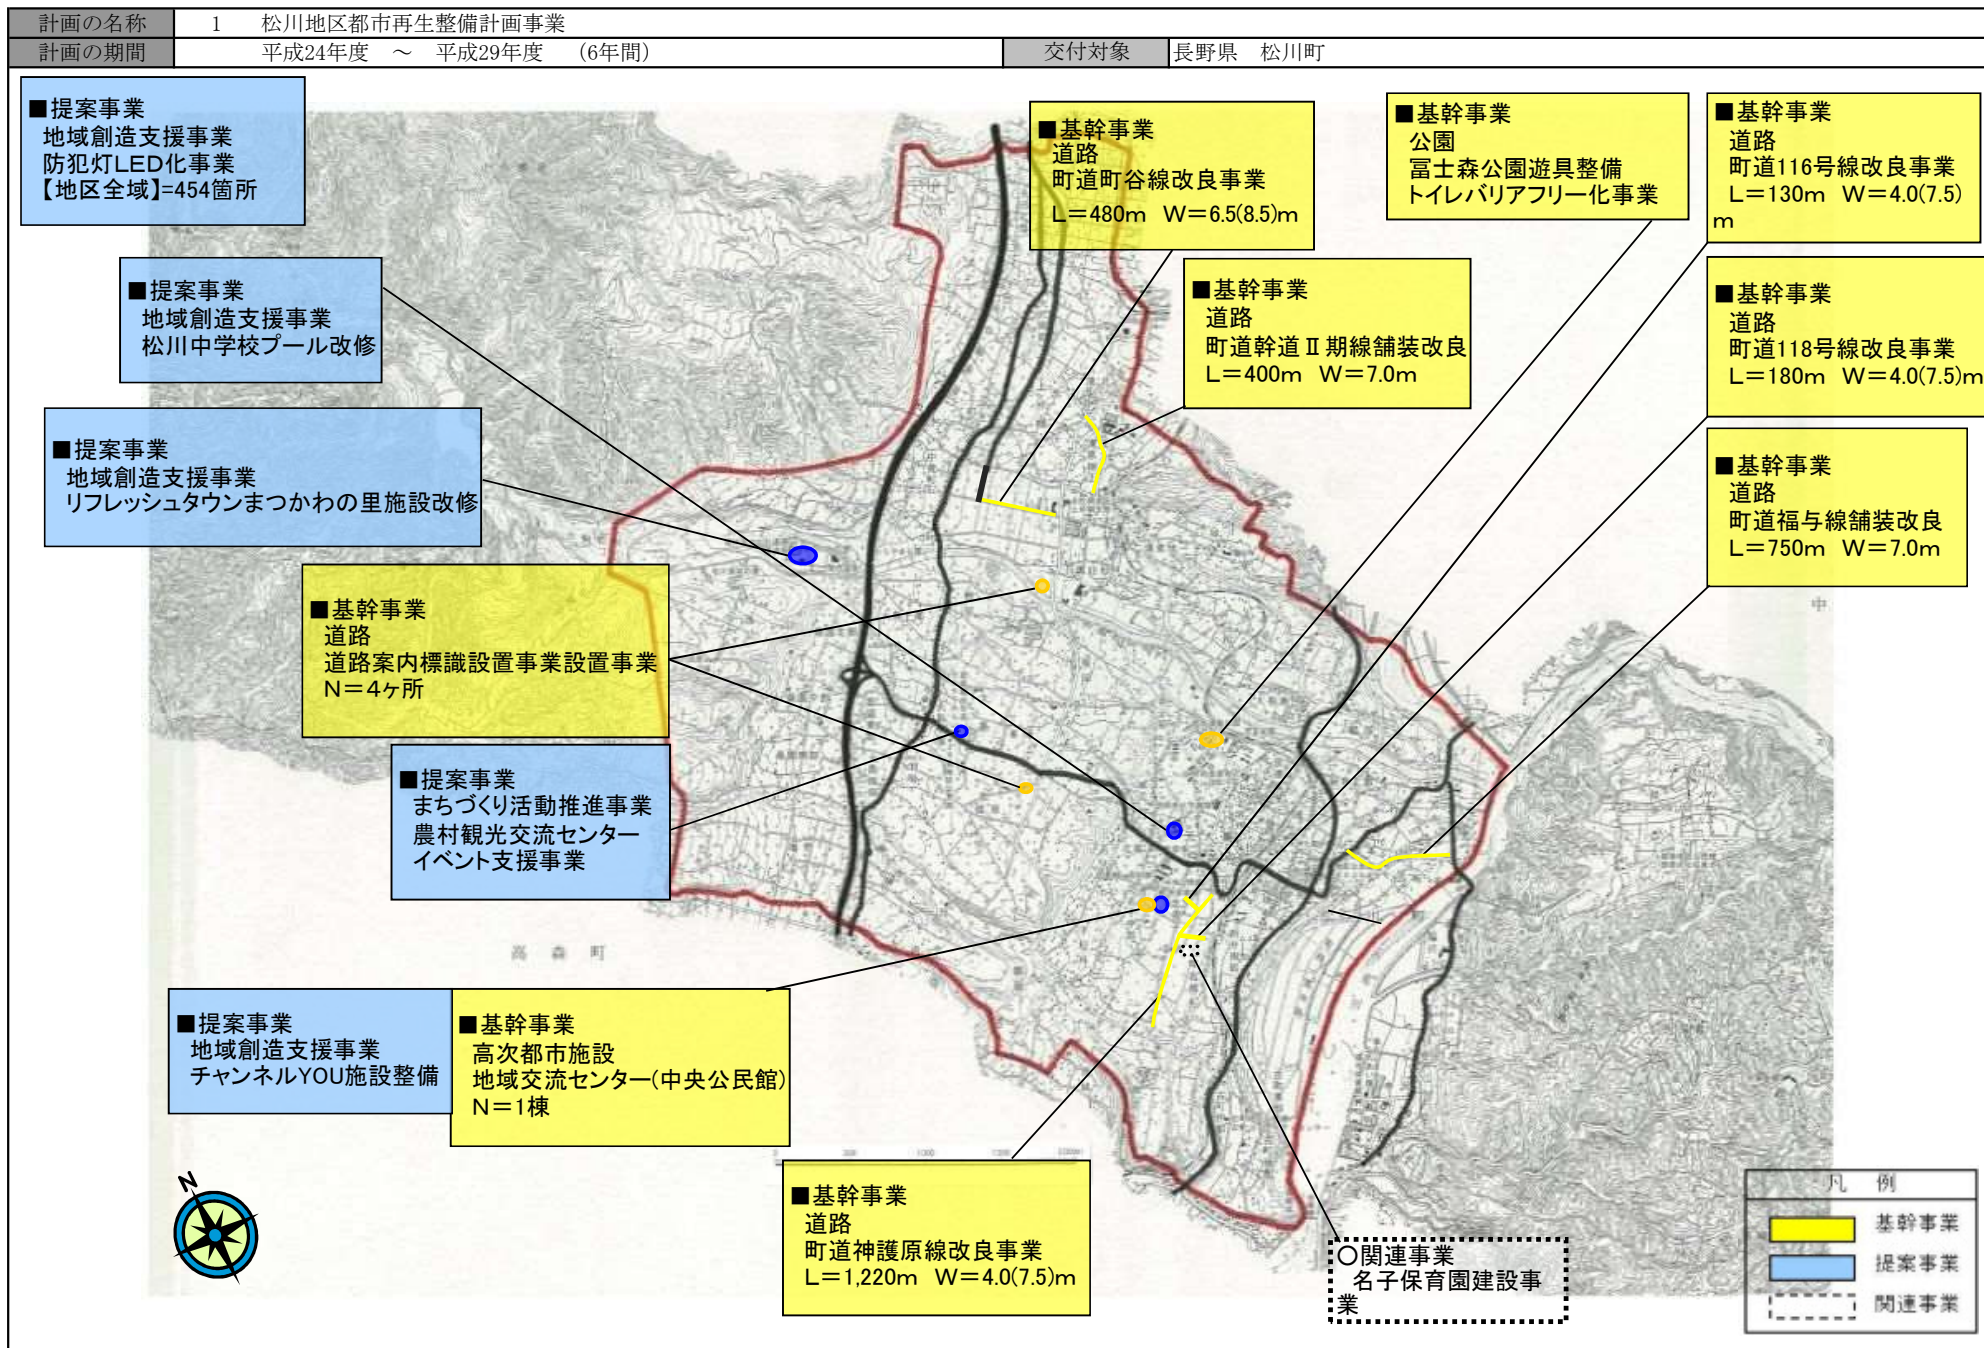 計画の名称 1 松川地区都市再生整備計画事業
計画の期間 平成24年度 ～ 平成29年度 (6年間) 交付対象 長野県 松川町
■提案事業
地域創造支援事業
防犯灯LED化事業
【地区全域】=454箇所
■基幹事業
道路
町道町谷線改良事業
L=480m W=6.5(8.5)m
■基幹事業
公園
冨士森公園遊具整備
トイレバリアフリー化事業
■基幹事業
道路
町道116号線改良事業
L=130m W=4.0(7.5)
m
■提案事業
地域創造支援事業
松川中学校プール改修
■基幹事業
道路
町道幹道Ⅱ期線舗装改良
L=400m W=7.0m
■基幹事業
道路
町道118号線改良事業
L=180m W=4.0(7.5)m
■提案事業
地域創造支援事業
リフレッシュタウンまつかわの里施設改修
■基幹事業
道路
町道福与線舗装改良
L=750m W=7.0m
■基幹事業
道路
道路案内標識設置事業設置事業
N=4ヶ所
中
■提案事業
まちづくり活動推進事業
農村観光交流センター
イベント支援事業
高森町
■提案事業
地域創造支援事業
チャンネルYOU施設整備
■基幹事業
高次都市施設
地域交流センター(中央公民館)
N=1棟
N
■基幹事業
道路
町道神護原線改良事業
L=1,220m W=4.0(7.5)m
○関連事業
名子保育園建設事
業
凡例
基幹事業
提案事業
関連事業